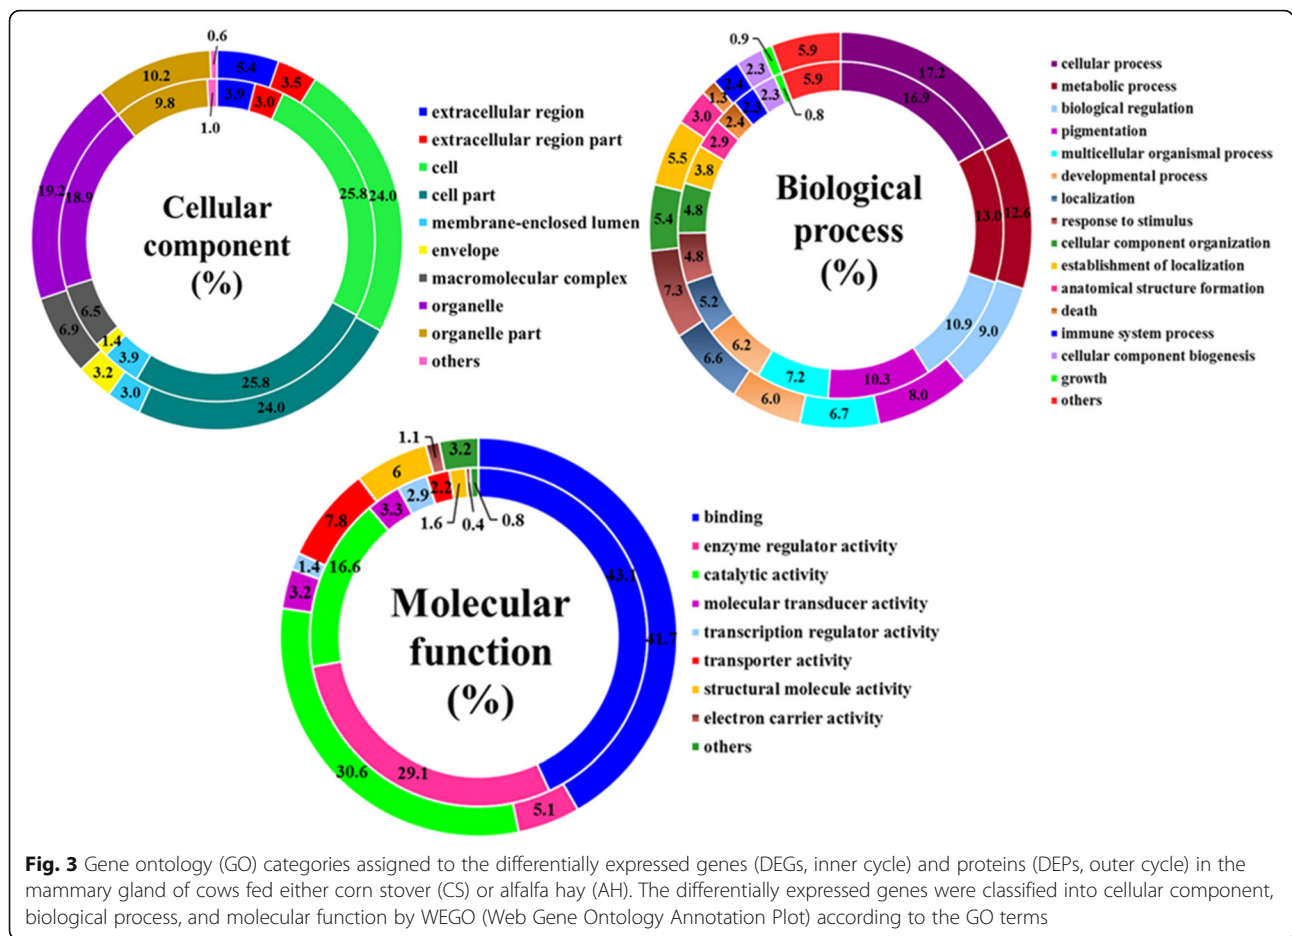 0.6
5.4
3.5
10.2
3.9
3.0
9.8
1.0
19.2
18.9
25.8
24.0
Cellular
component
(%)
6.5
6.9
1.4
3.2
3.9
3.0
25.8
24.0
extracellular region
extracellular region part
cell
cell part
membrane-enclosed lumen
envelope
macromolecular complex
organelle
organelle part
others
0.9
5.9
17.2
2.3
5.9
16.9
2.4
2.3
2.3
0.8
1.3
2.4
3.0
2.9
5.5
3.8
5.4
4.8
13.0
12.6
Biological
process
(%)
7.3
4.8
6.6
5.2
6.0
6.2
6.7
7.2
10.3
8.0
10.9
9.0
cellular process
metabolic process
biological regulation
pigmentation
multicellular organismal process
developmental process
localization
response to stimulus
cellular component organization
establishment of localization
anatomical structure formation
death
immune system process
cellular component biogenesis
growth
others
1.1
3.2
6
2.2
2.9
3.3
1.6
0.4
0.8
7.8
1.4
16.6
3.2
43.1
41.7
Molecular
function
(%)
30.6
29.1
5.1
binding
enzyme regulator activity
catalytic activity
molecular transducer activity
transcription regulator activity
transporter activity
structural molecule activity
electron carrier activity
others
Fig. 3 Gene ontology (GO) categories assigned to the differentially expressed genes (DEGs, inner cycle) and proteins (DEPs, outer cycle) in the
mammary gland of cows fed either corn stover (CS) or alfalfa hay (AH). The differentially expressed genes were classified into cellular component,
biological process, and molecular function by WEGO (Web Gene Ontology Annotation Plot) according to the GO terms